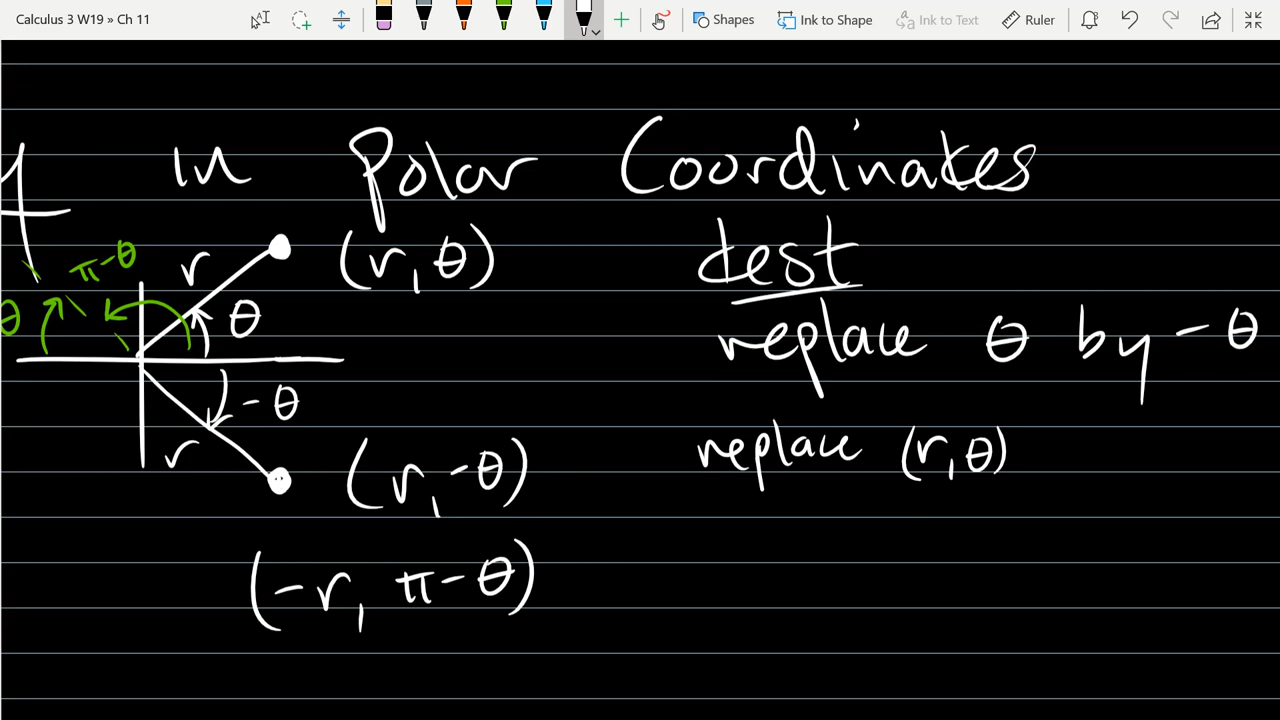 Calculus 3 W19 » Ch 11
Shapes
Ink to Shape
Ink to Text
Ruler
y in Polar Coordinates
test
π-θ
r
(r, θ)
θ
θ
replace θ by -θ
-θ
r
(r, -θ)
replace (r, θ)
(-r, π-θ)